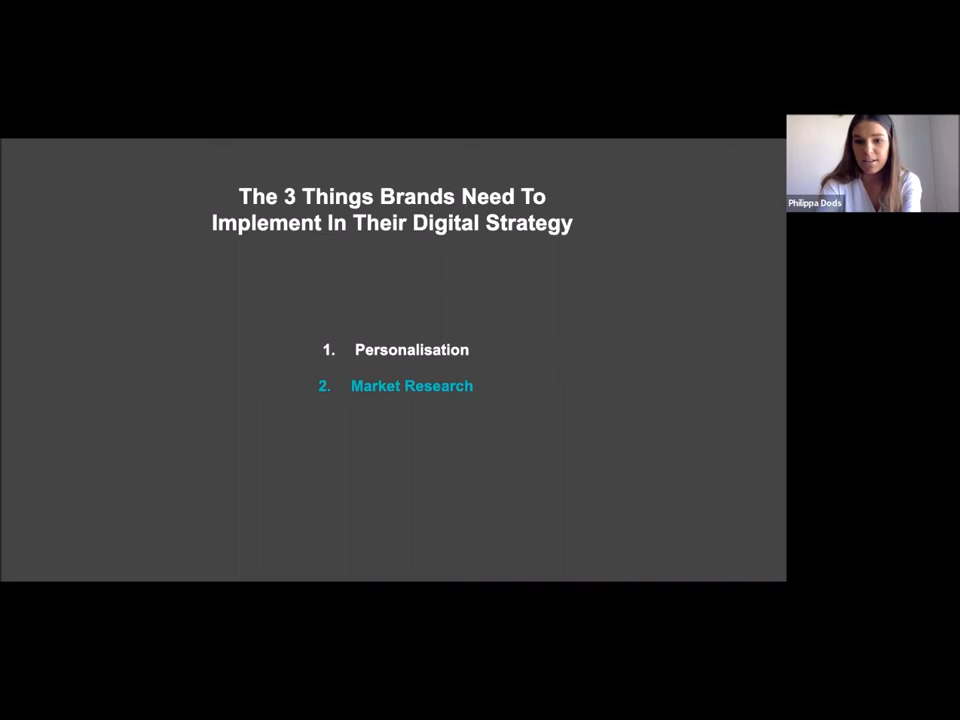 The 3 Things Brands Need To
Implement In Their Digital Strategy
1. Personalisation
2. Market Research
Philippa Dods